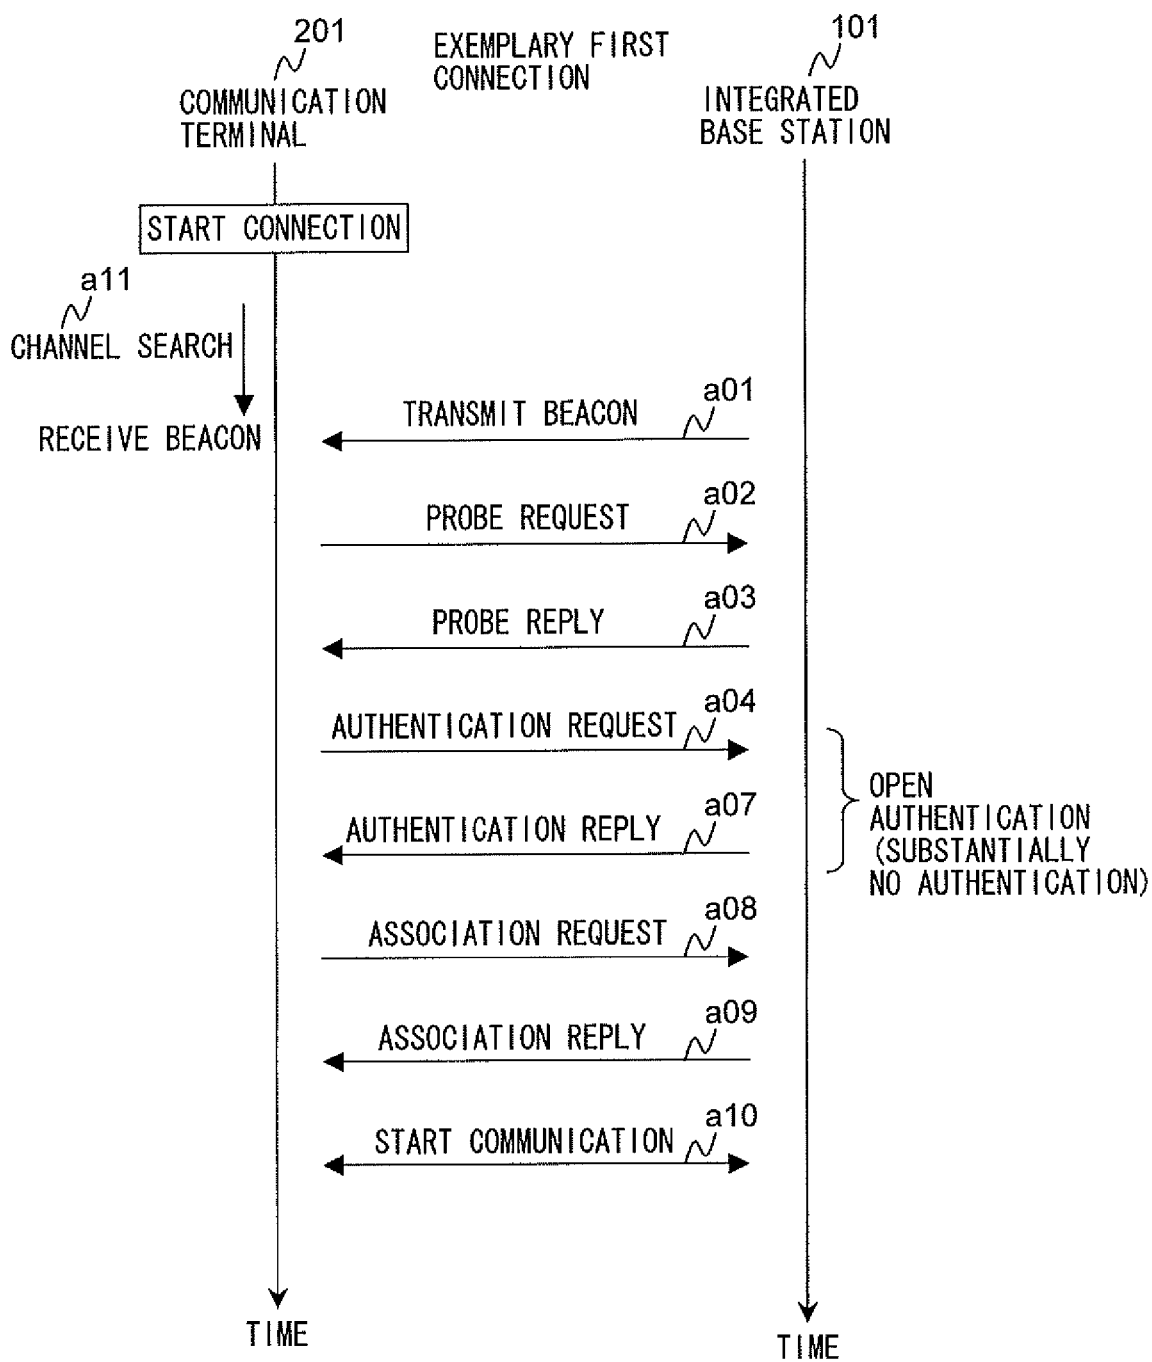 201
EXEMPLARY FIRST
CONNECTION
101
COMMUNICATION
TERMINAL
INTEGRATED
BASE STATION
START CONNECTION
a11
CHANNEL SEARCH
RECEIVE BEACON
TRANSMIT BEACON
a01
PROBE REQUEST
a02
PROBE REPLY
a03
AUTHENTICATION REQUEST
a04
AUTHENTICATION REPLY
a07
OPEN
AUTHENTICATION
(SUBSTANTIALLY
NO AUTHENTICATION)
ASSOCIATION REQUEST
a08
ASSOCIATION REPLY
a09
START COMMUNICATION
a10
TIME
TIME